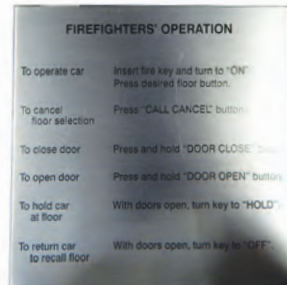 FIREFIGHTERS' OPERATION
To operate car Insert fire key and turn to "ON"
Press desired floor button.
To cancel Press "CALL CANCEL" button
floor selection
To close door Press and hold "DOOR CLOSE"
To open door Press and hold "DOOR OPEN" button
To hold car With doors open, turn key to "HOLD".
at floor
To return car With doors open, turn key to "OFF".
to recall floor